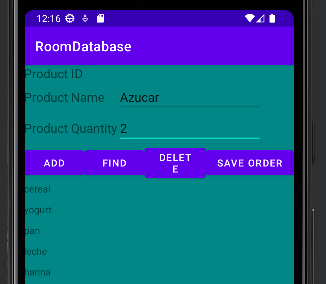 12:16
RoomDatabase
Product ID
Product Name Azucar
Product Quantity 2
ADD FIND DELET
E SAVE ORDER
cereal
yogurt
pan
leche
harina